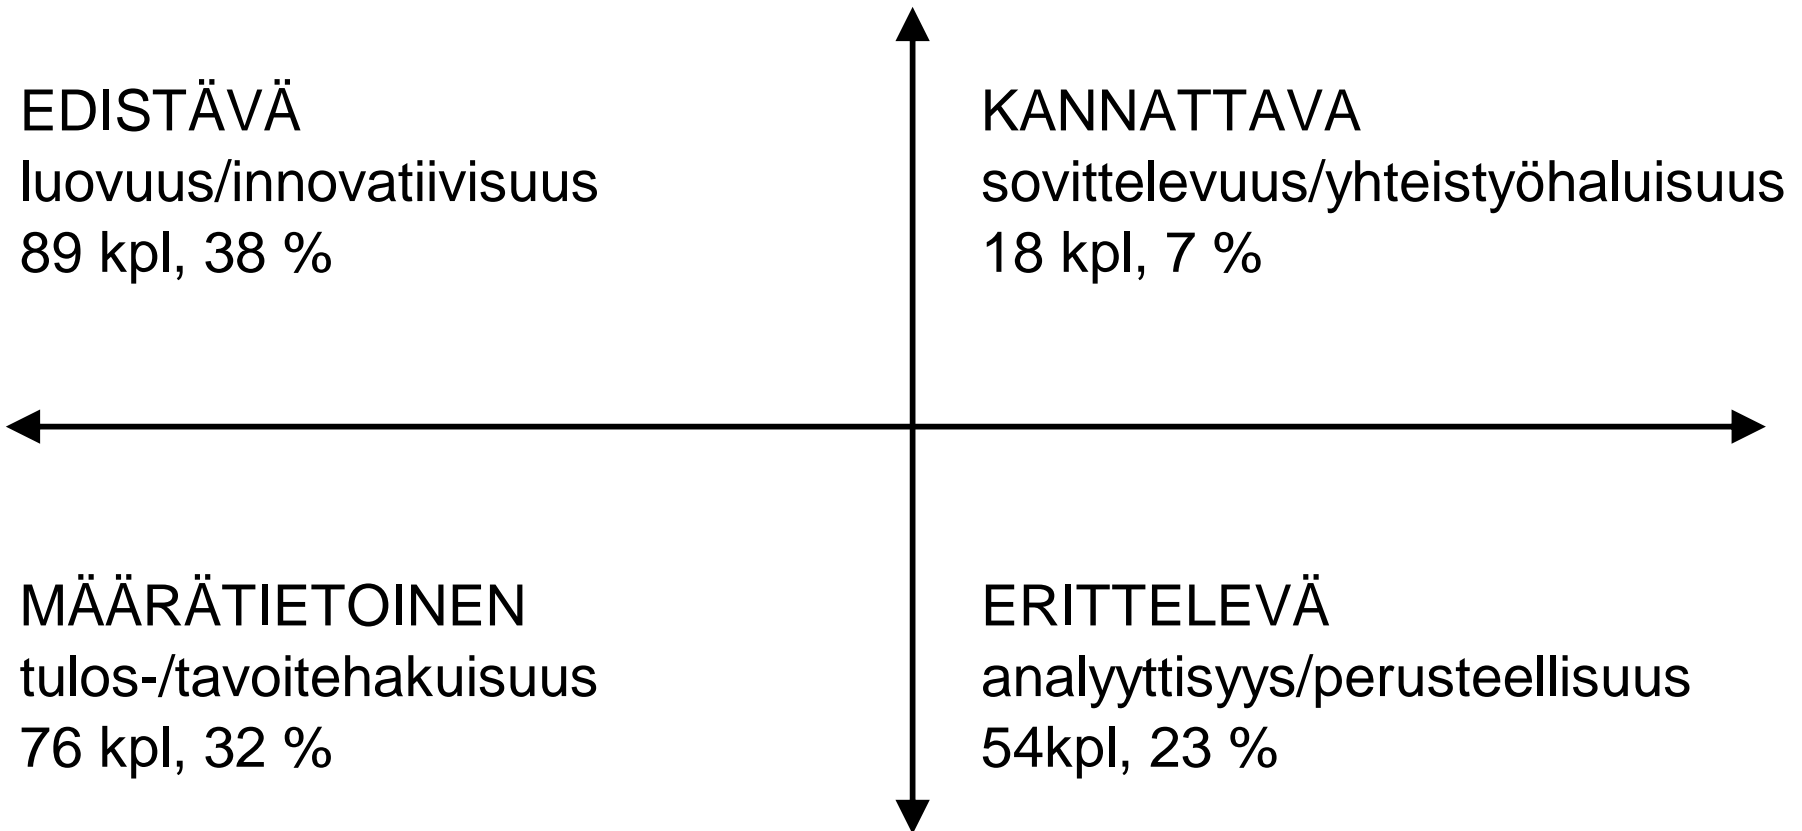 EDISTÄVÄ
luovuus/innovatiivisuus
89 kpl, 38 %
KANNATTAVA
sovittelevuus/yhteistyöhaluisuus
18 kpl, 7 %
MÄÄRÄTIETOINEN
tulos-/tavoitehakuisuus
76 kpl, 32 %
ERITTELEVÄ
analyyttisyys/perusteellisuus
54kpl, 23 %